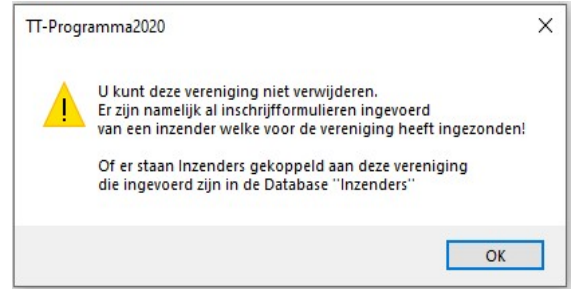 TT-Programma2020
U kunt deze vereniging niet verwijderen.
Er zijn namelijk al inschrijfformulieren ingevoerd
van een inzender welke voor de vereniging heeft ingezonden!
Of er staan Inzenders gekoppeld aan deze vereniging
die ingevoerd zijn in de Database "Inzenders"
OK